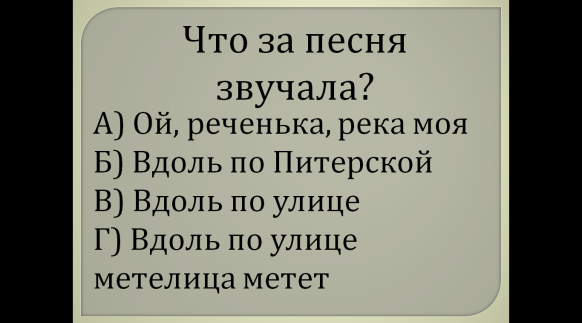 Что за песня
звучала?
А) Ой, реченька, река моя
Б) Вдоль по Питерской
В) Вдоль по улице
Г) Вдоль по улице
метелица метет